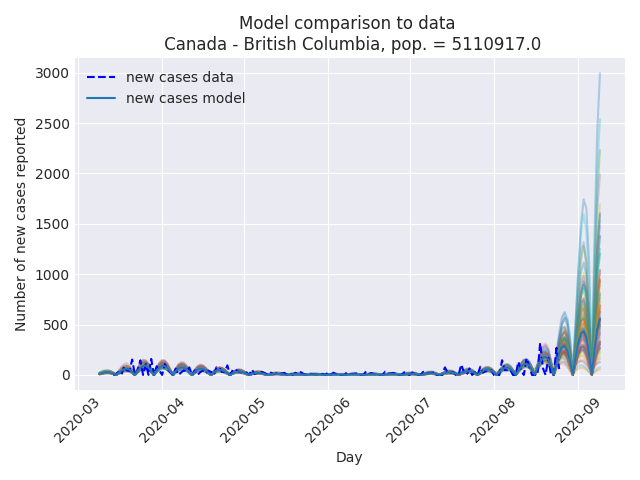 Model comparison to data
Canada - British Columbia, pop. = 5110917.0
new cases data
new cases model
Number of new cases reported
3000
2500
2000
1500
1000
500
0
2020-03
2020-04
2020-05
2020-06
2020-07
2020-08
2020-09
Day